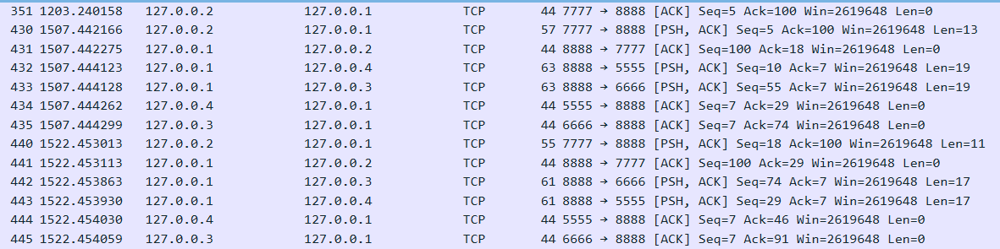 351 1203.240158 127.0.0.2 127.0.0.1 TCP 44 7777 → 8888 [ACK] Seq=5 Ack=100 Win=2619648 Len=0
430 1507.442166 127.0.0.2 127.0.0.1 TCP 57 7777 → 8888 [PSH, ACK] Seq=5 Ack=100 Win=2619648 Len=13
431 1507.442275 127.0.0.1 127.0.0.2 TCP 44 8888 → 7777 [ACK] Seq=100 Ack=18 Win=2619648 Len=0
432 1507.444123 127.0.0.1 127.0.0.4 TCP 63 8888 → 5555 [PSH, ACK] Seq=10 Ack=7 Win=2619648 Len=19
433 1507.444128 127.0.0.1 127.0.0.3 TCP 63 8888 → 6666 [PSH, ACK] Seq=55 Ack=7 Win=2619648 Len=19
434 1507.444262 127.0.0.4 127.0.0.1 TCP 44 5555 → 8888 [ACK] Seq=7 Ack=29 Win=2619648 Len=0
435 1507.444299 127.0.0.3 127.0.0.1 TCP 44 6666 → 8888 [ACK] Seq=7 Ack=74 Win=2619648 Len=0
440 1522.453013 127.0.0.2 127.0.0.1 TCP 55 7777 → 8888 [PSH, ACK] Seq=18 Ack=100 Win=2619648 Len=11
441 1522.453113 127.0.0.1 127.0.0.2 TCP 44 8888 → 7777 [ACK] Seq=100 Ack=29 Win=2619648 Len=0
442 1522.453863 127.0.0.1 127.0.0.3 TCP 61 8888 → 6666 [PSH, ACK] Seq=74 Ack=7 Win=2619648 Len=17
443 1522.453930 127.0.0.1 127.0.0.4 TCP 61 8888 → 5555 [PSH, ACK] Seq=29 Ack=7 Win=2619648 Len=17
444 1522.454030 127.0.0.4 127.0.0.1 TCP 44 5555 → 8888 [ACK] Seq=7 Ack=46 Win=2619648 Len=0
445 1522.454059 127.0.0.3 127.0.0.1 TCP 44 6666 → 8888 [ACK] Seq=7 Ack=91 Win=2619648 Len=0